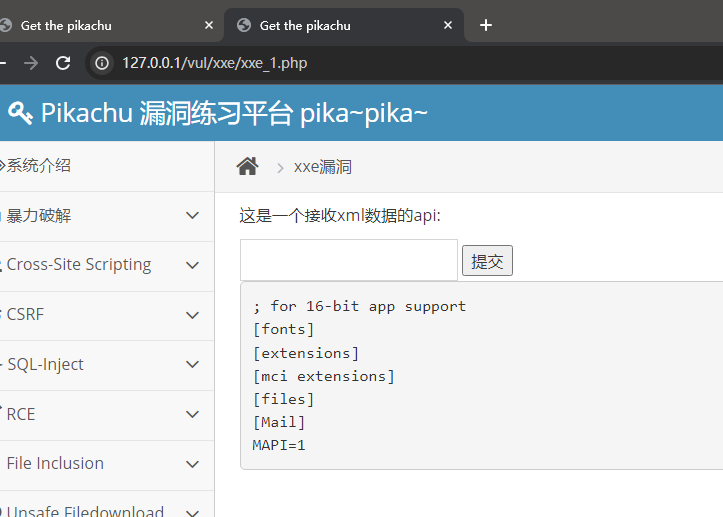 Get the pikachu
Get the pikachu
127.0.0.1/vul/xxe/xxe_1.php
Pikachu 漏洞练习平台 pika~pika~
系统介绍
xxe漏洞
暴力破解
这是一个接收xml数据的api:
Cross-Site Scripting
提交
CSRF
SQL-Inject
RCE
File Inclusion
Unsafe Filedownload
; for 16-bit app support
[fonts]
[extensions]
[mci extensions]
[files]
[Mail]
MAPI=1